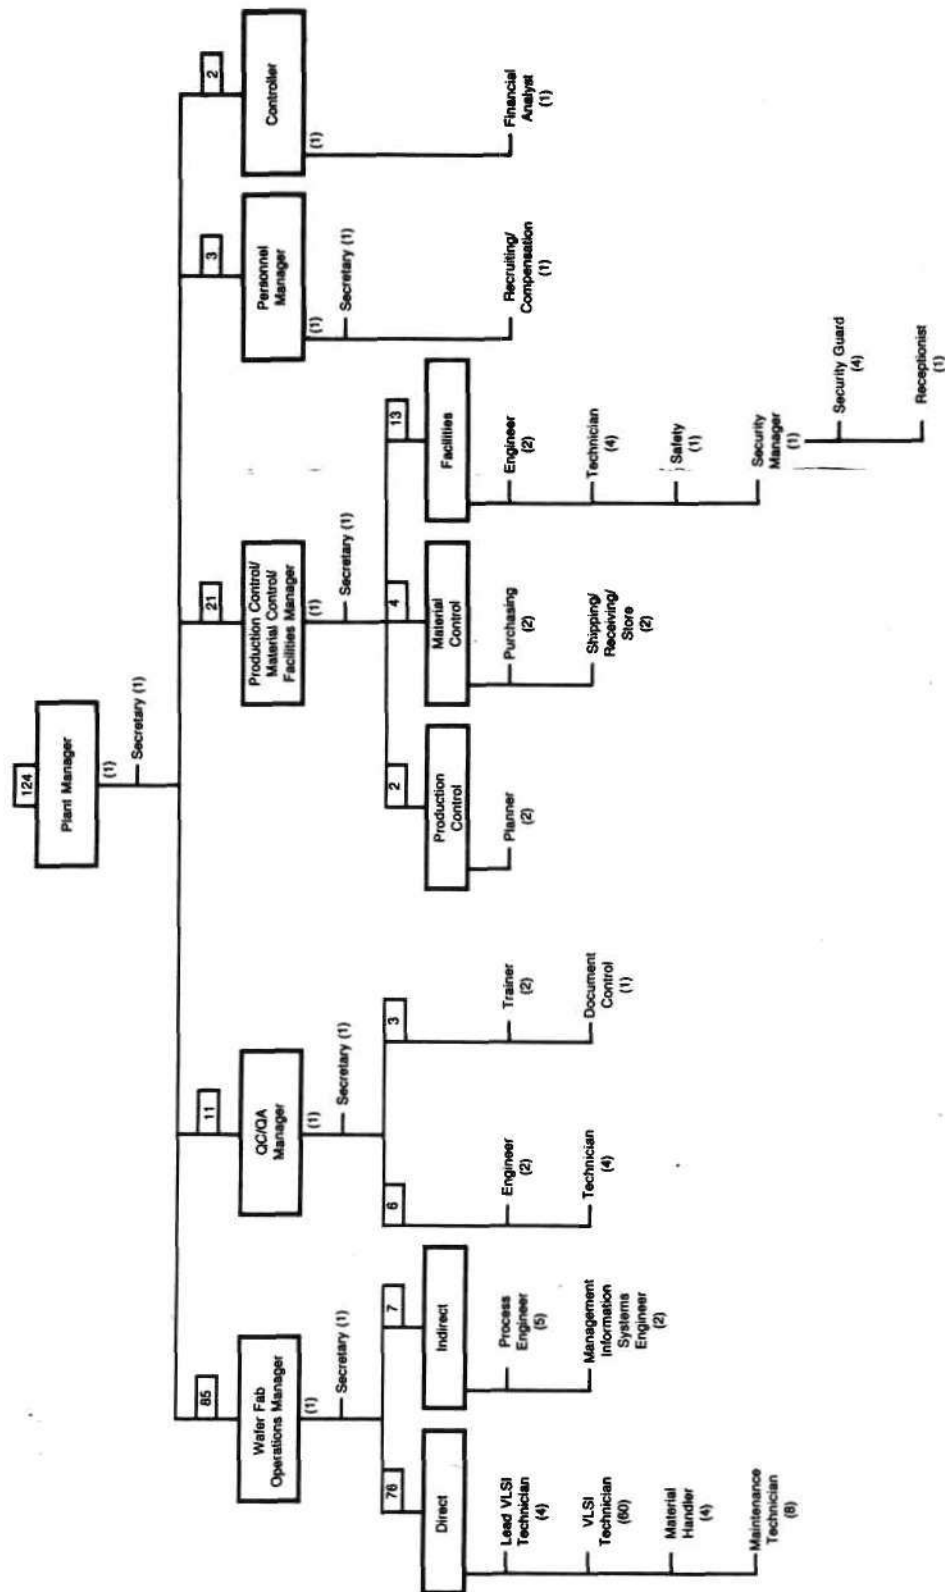 124
Plant Manager
(1)
Secretary (1)
85
Wafer Fab
Operations Manager
(1)
Secretary (1)
76
Direct
Lead VLSI
Technician
(4)
VLSI
Technician
(60)
Material
Handler
(4)
Maintenance
Technician
(8)
7
Indirect
Process
Engineer
(5)
Management
Information
Systems
Engineer
(2)
11
QC/QA
Manager
(1)
Secretary (1)
6
Engineer
(2)
Technician
(4)
3
Trainer
(2)
Document
Control
(1)
21
Production Control/
Material Control/
Facilities Manager
(1)
Secretary (1)
2
Production
Control
Planner
(2)
4
Material
Control
Purchasing
(2)
Shipping/
Receiving/
Store
(2)
13
Facilities
Engineer
(2)
Technician
(4)
Safety
(1)
Security
Manager
(1)
Security Guard
(4)
Receptionist
(1)
3
Personnel
Manager
(1)
Secretary (1)
Recruiting/
Compensation
(1)
2
Controller
(1)
Financial
Analyst
(1)